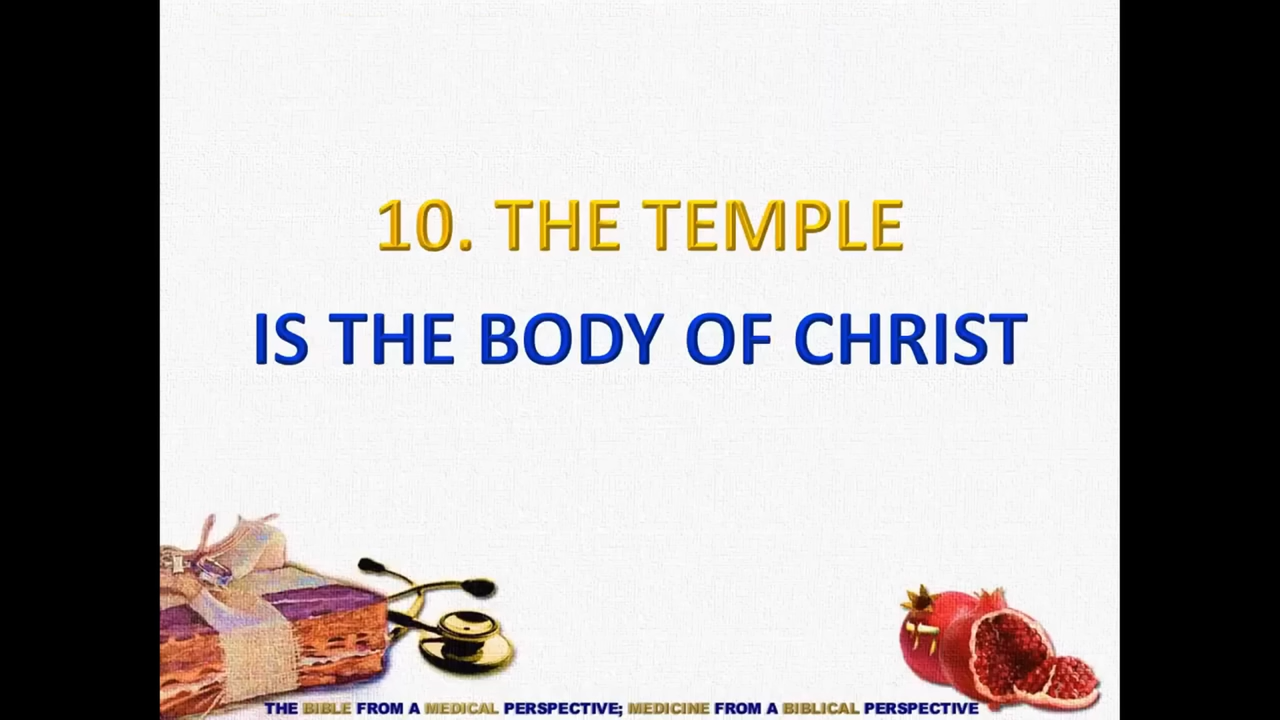 10. THE TEMPLE
IS THE BODY OF CHRIST
THE BIBLE FROM A MEDICAL PERSPECTIVE; MEDICINE FROM A BIBLICAL PERSPECTIVE